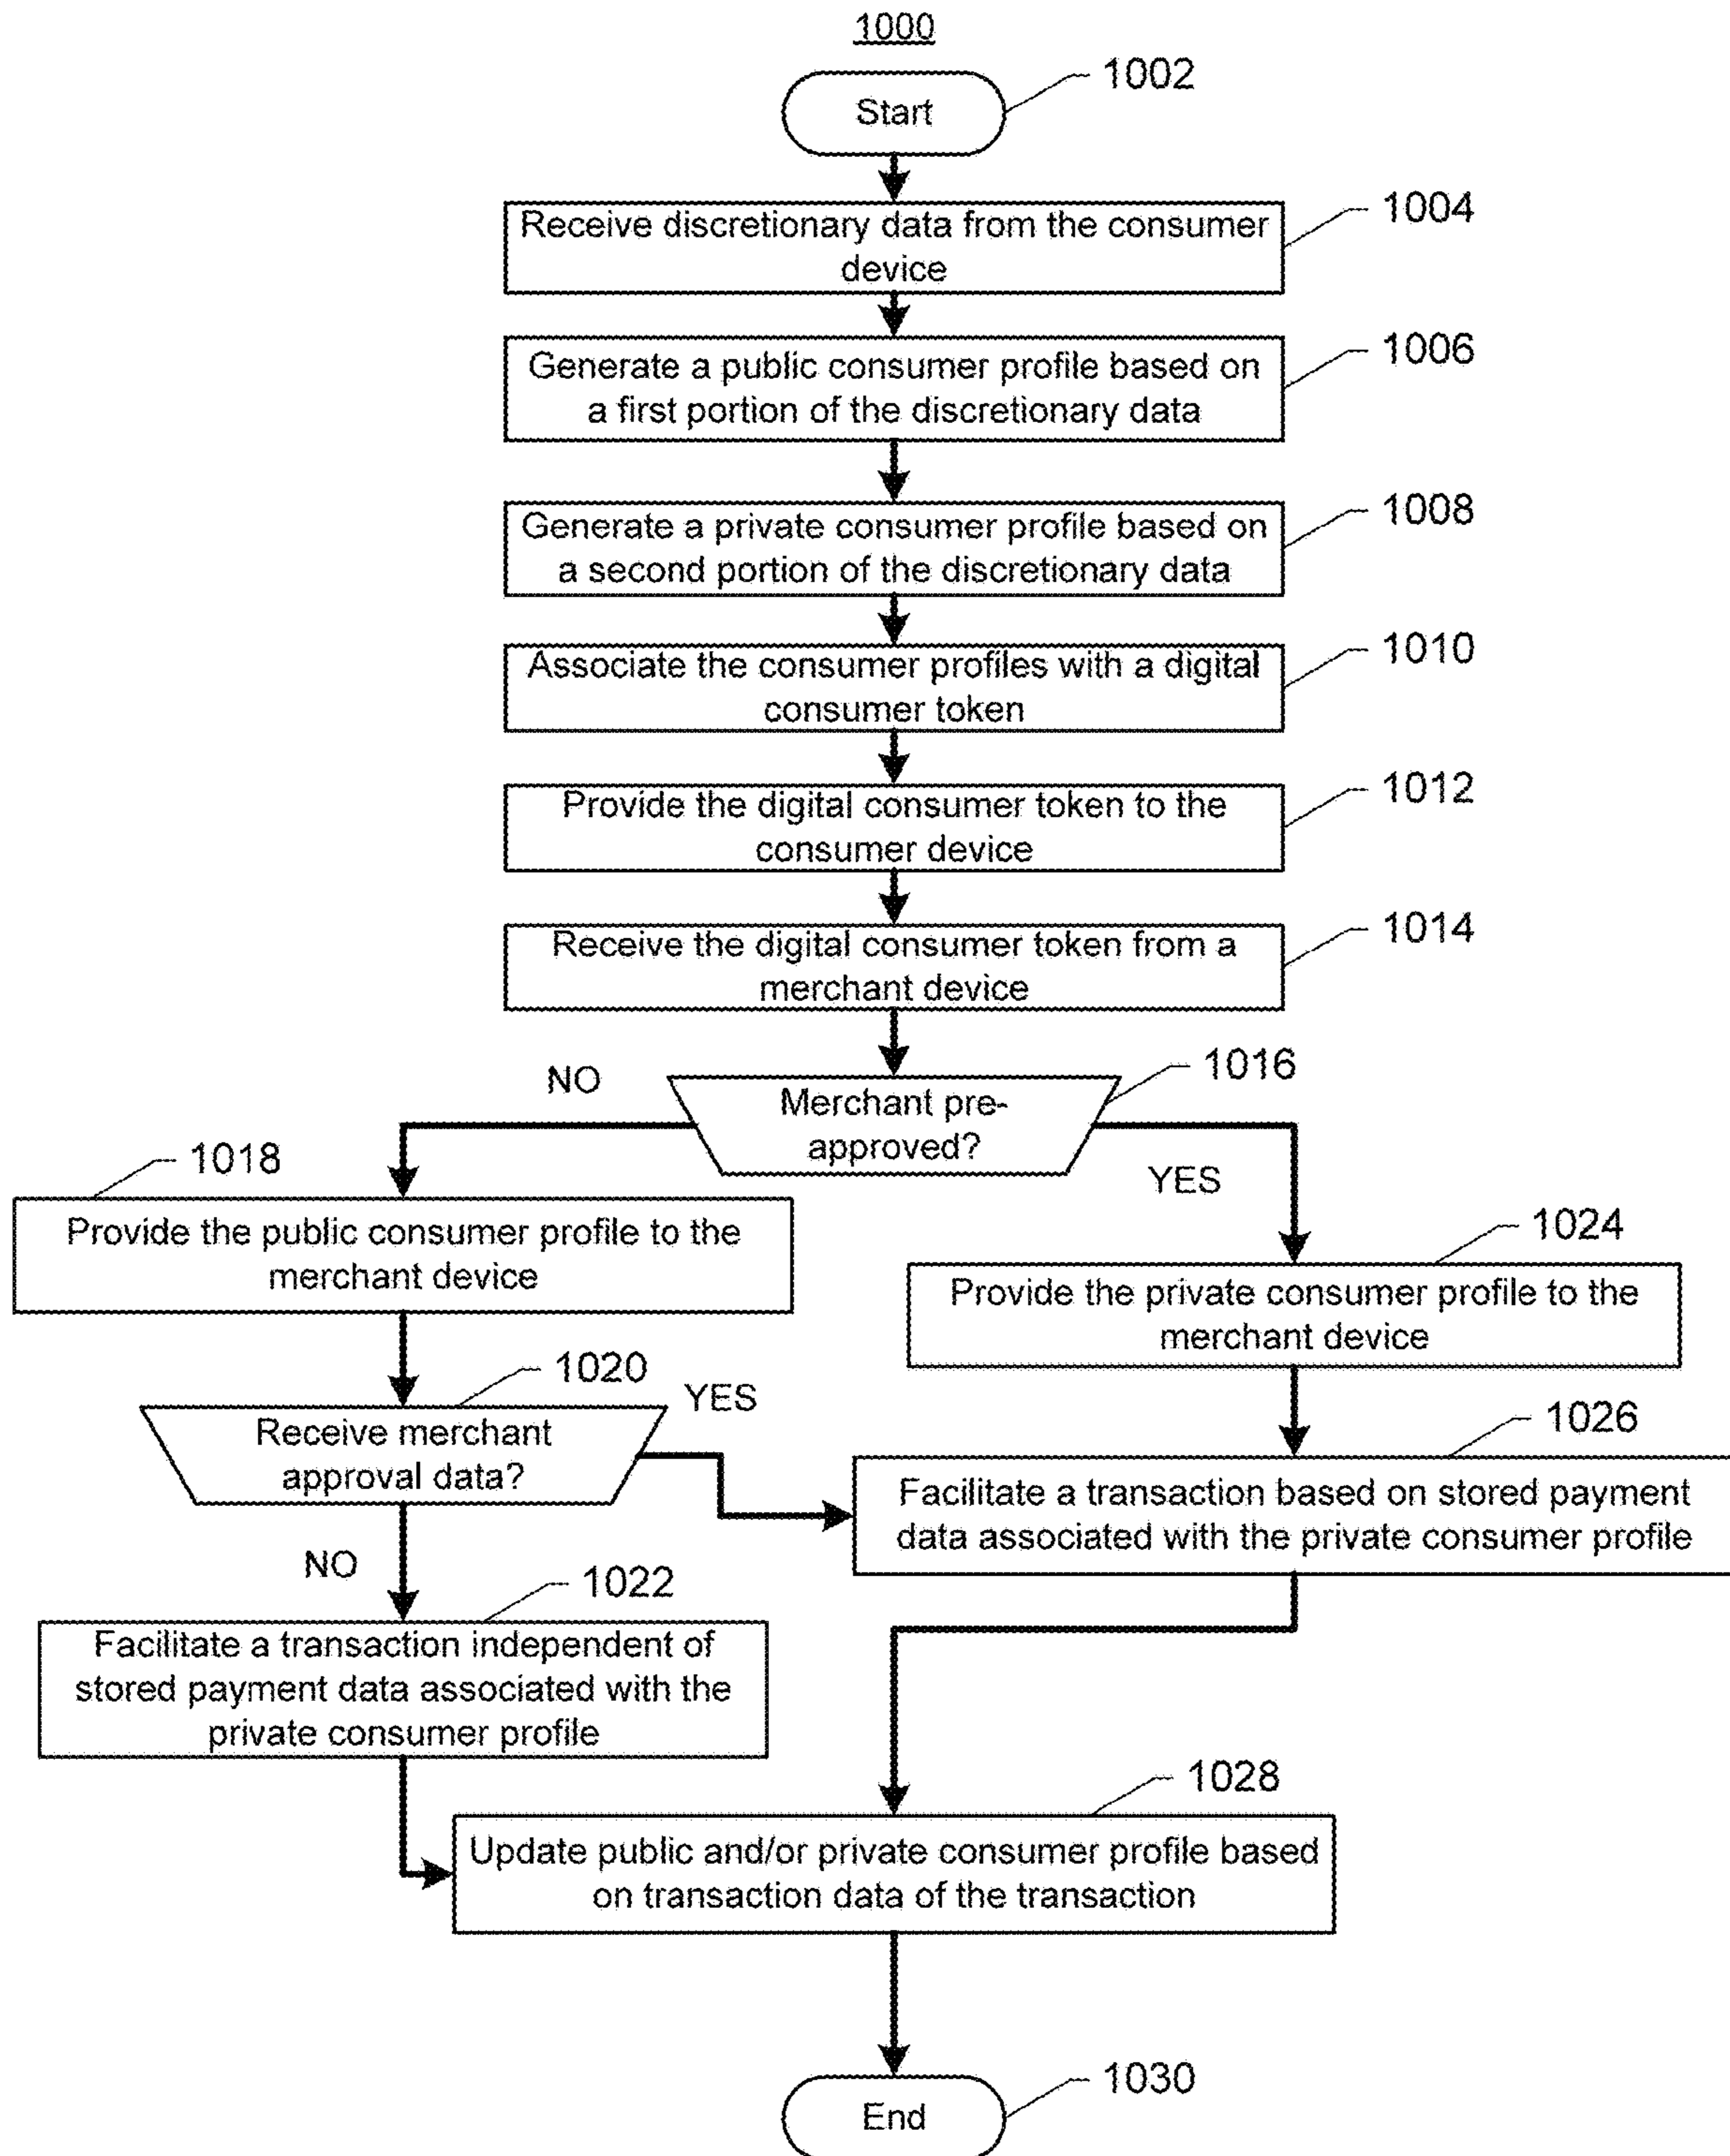 1000
1002
Start
1004
Receive discretionary data from the consumer
device
1006
Generate a public consumer profile based on
a first portion of the discretionary data
1008
Generate a private consumer profile based on
a second portion of the discretionary data
1010
Associate the consumer profiles with a digital
consumer token
1012
Provide the digital consumer token to the
consumer device
1014
Receive the digital consumer token from a
merchant device
1016
NO
Merchant pre-
approved?
YES
1018
Provide the public consumer profile to the
merchant device
1024
Provide the private consumer profile to the
merchant device
1020
YES
Receive merchant
approval data?
1026
Facilitate a transaction based on stored payment
data associated with the private consumer profile
NO
1022
Facilitate a transaction independent of
stored payment data associated with the
private consumer profile
1028
Update public and/or private consumer profile based
on transaction data of the transaction
1030
End